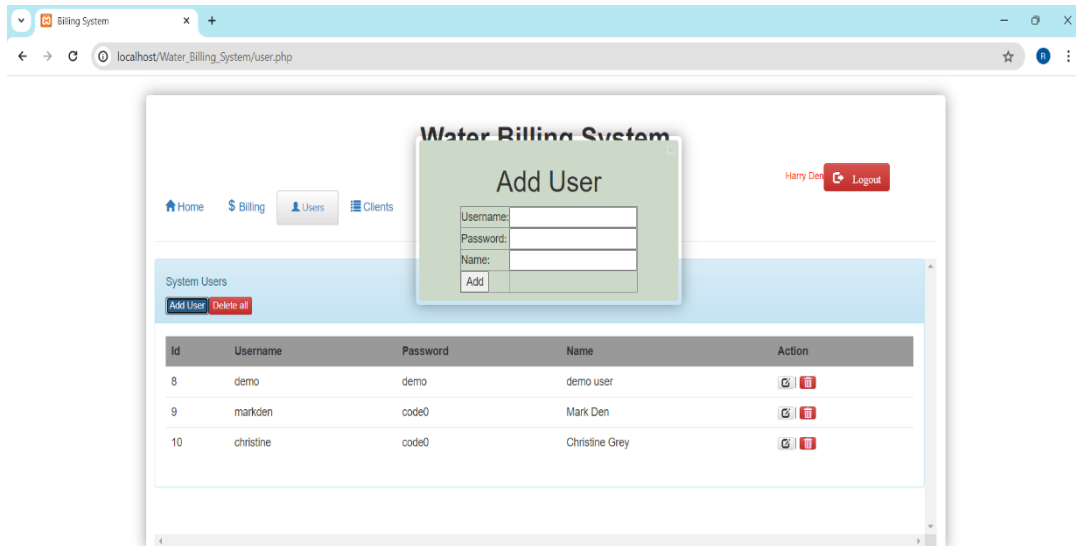 Billing System
localhost/Water_Billing_System/user.php
R
Water Billing System
Add User
Harry Den
Logout
Home
$ Billing
Users
Clients
Username:
Password:
Name:
Add
System Users
Add User Delete all
Id Username Password Name Action
8 demo demo demo user
9 markden code0 Mark Den
10 christine code0 Christine Grey